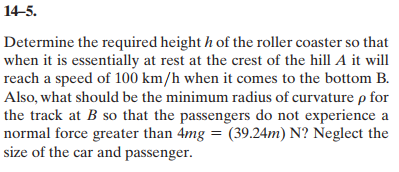 14–5.
Determine the required height h of the roller coaster so that
when it is essentially at rest at the crest of the hill A it will
reach a speed of 100 km/h when it comes to the bottom B.
Also, what should be the minimum radius of curvature ρ for
the track at B so that the passengers do not experience a
normal force greater than 4mg = (39.24m) N? Neglect the
size of the car and passenger.